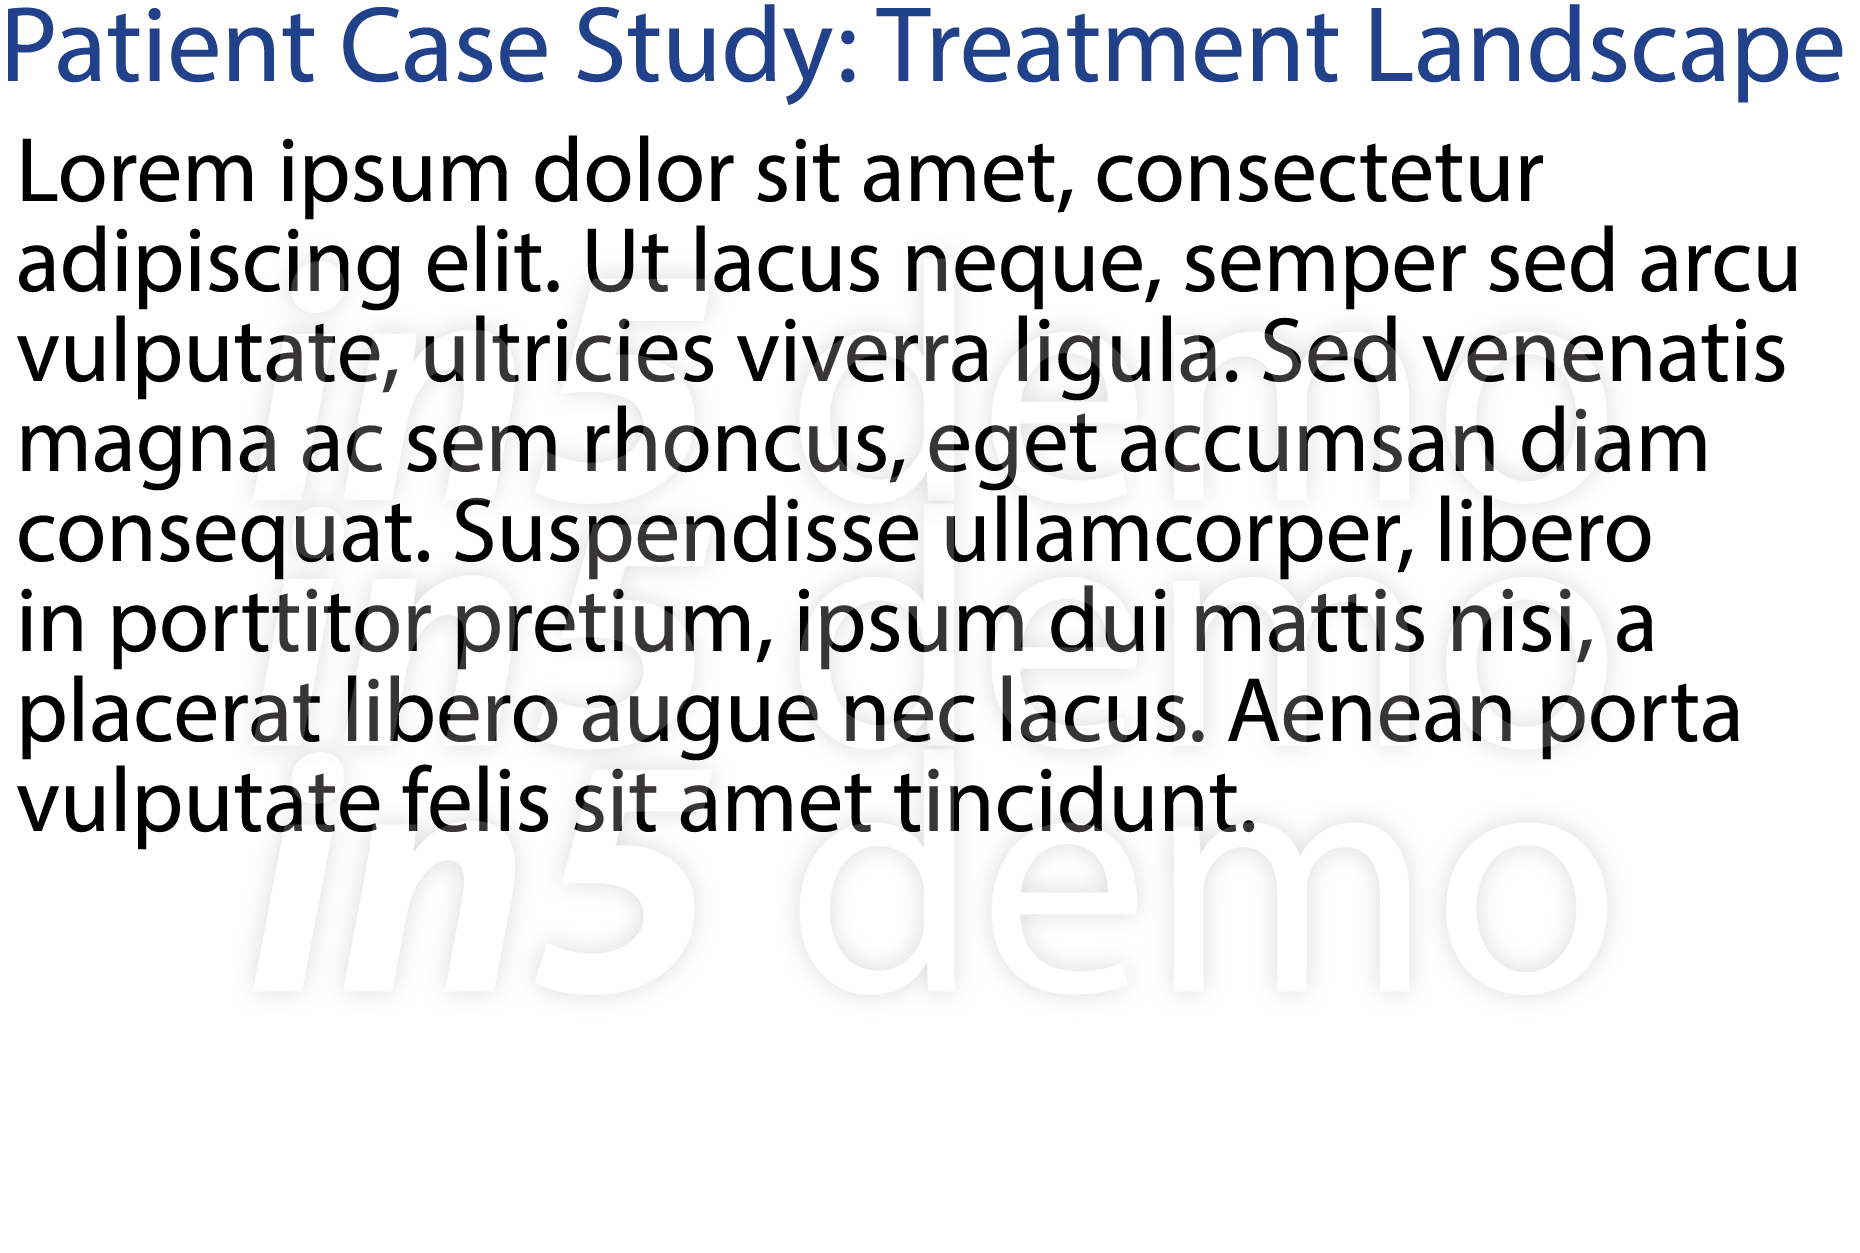 Patient Case Study: Treatment Landscape
Lorem ipsum dolor sit amet, consectetur
adipiscing elit. Ut lacus neque, semper sed arcu
vulputate, ultricies viverra ligula. Sed venenatis
magna ac sem rhoncus, eget accumsan diam
consequat. Suspendisse ullamcorper, libero
in porttitor pretium, ipsum dui mattis nisi, a
placerat libero augue nec lacus. Aenean porta
vulputate felis sit amet tincidunt.
in5 demo
in5 demo
in5 demo